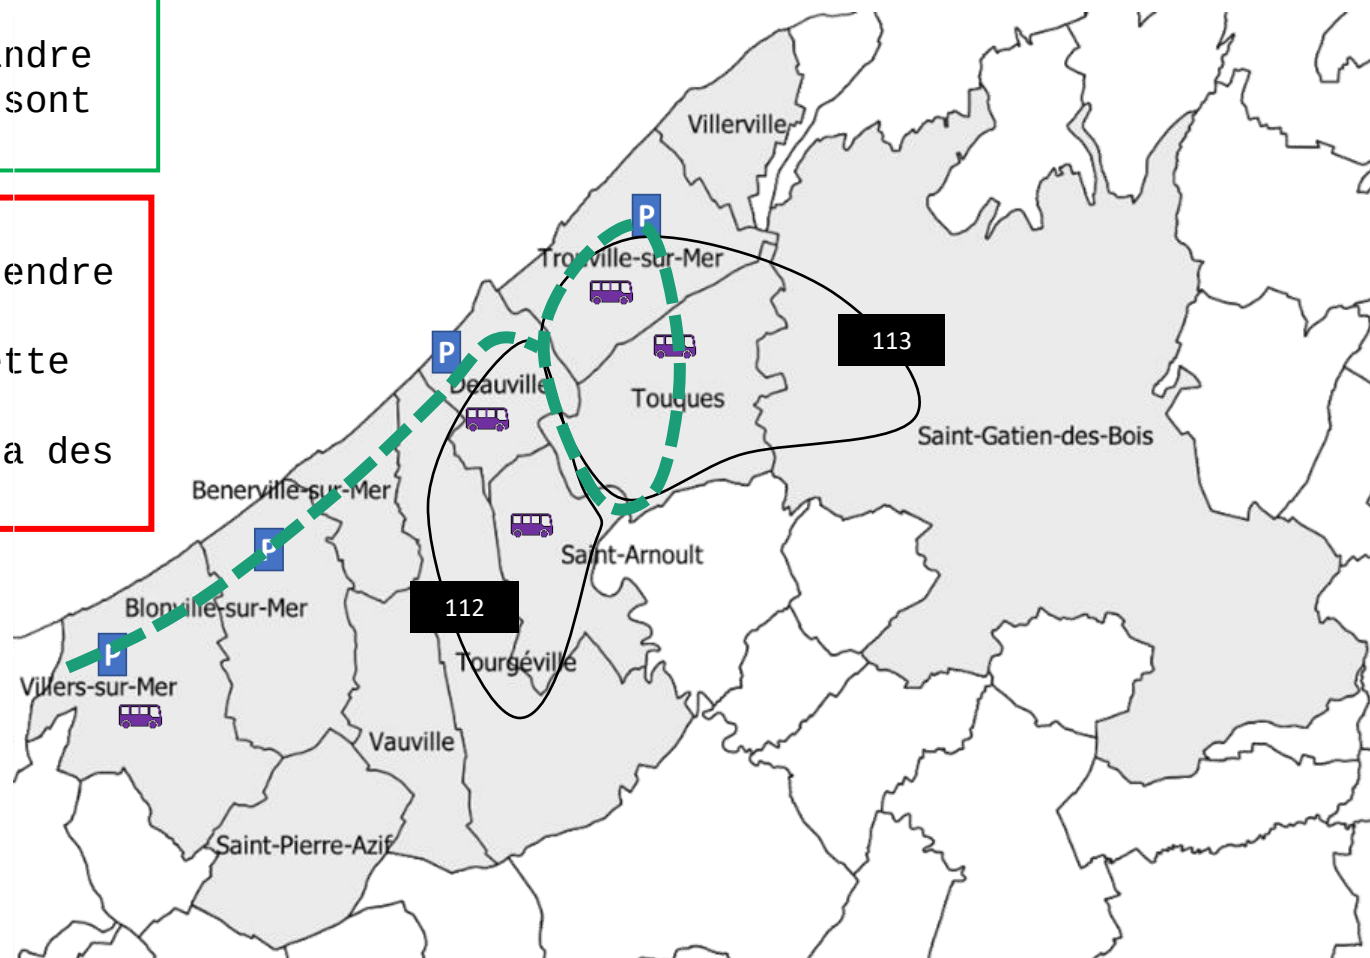 ndre
sont
endre
ette
a des
Villerville
P
Trouville-sur-Mer
P
113
Deauville
Touques
Saint-Gatien-des-Bois
Benerville-sur-Mer
P
Saint-Arnoult
Blonville-sur-Mer
112
P
Tourgéville
Villers-sur-Mer
Vauville
Saint-Pierre-Azif